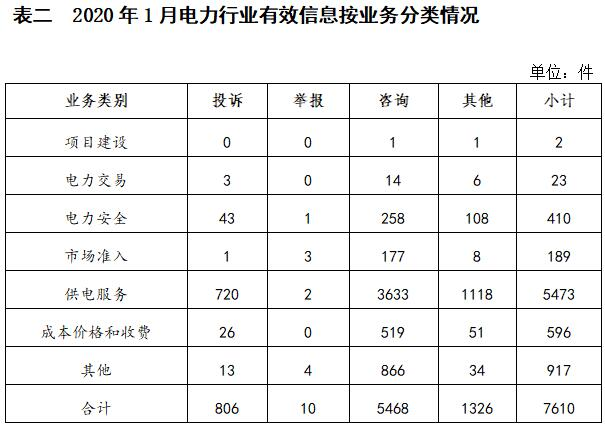 表二 2020年1月电力行业有效信息按业务分类情况
单位：件
业务类别 投诉 举报 咨询 其他 小计
项目建设 0 0 1 1 2
电力交易 3 0 14 6 23
电力安全 43 1 258 108 410
市场准入 1 3 177 8 189
供电服务 720 2 3633 1118 5473
成本价格和收费 26 0 519 51 596
其他 13 4 866 34 917
合计 806 10 5468 1326 7610